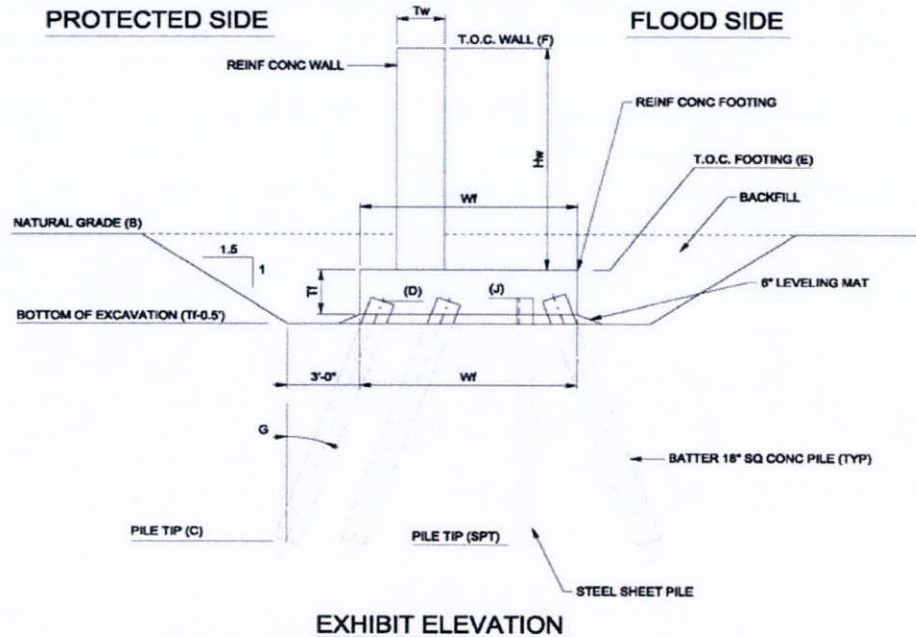 PROTECTED SIDE
Tw
FLOOD SIDE
T.O.C. WALL (F)
REINF CONC WALL
REINF CONC FOOTING
Hw
T.O.C. FOOTING (E)
Wf
BACKFILL
NATURAL GRADE (B)
1.5
1
Tf
(D)
(J)
6" LEVELING MAT
BOTTOM OF EXCAVATION (Tf-0.5')
3'-0"
Wf
G
BATTER 18" SQ CONC PILE (TYP)
PILE TIP (C)
PILE TIP (SPT)
STEEL SHEET PILE
EXHIBIT ELEVATION